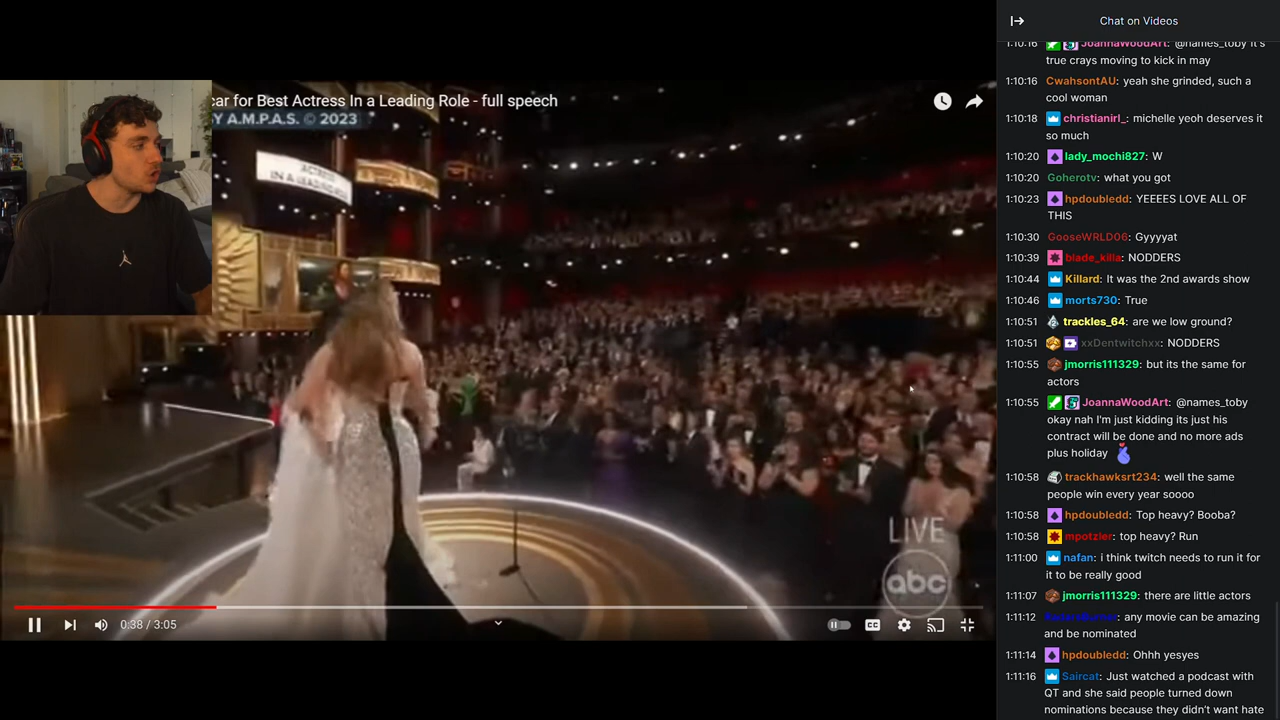 car for Best Actress In a Leading Role - full speech
Y A.M.P.A.S. © 2023
ACTRESS
IN A LEADING ROLE
LIVE
abc
0:38 / 3:05
CC
Chat on Videos
1:10:16 JoannaWoodArt: @names_toby it's
true crays moving to kick in may
1:10:16 CwahsontAU: yeah she grinded, such a
cool woman
1:10:18 christianirl_: michelle yeoh deserves it
so much
1:10:20 lady_mochi827: W
1:10:20 Goherotv: what you got
1:10:23 hpdoubledd: YEEEES LOVE ALL OF
THIS
1:10:30 GooseWRLD06: Gyyyyat
1:10:39 blade_killa: NODDERS
1:10:44 Killard: It was the 2nd awards show
1:10:46 morts730: True
1:10:51 trackles_64: are we low ground?
1:10:51 xxDentwitchxx: NODDERS
1:10:55 jmorris111329: but its the same for
actors
1:10:55 JoannaWoodArt: @names_toby
okay nah I'm just kidding its just his
contract will be done and no more ads
plus holiday
1:10:58 trackhawksrt234: well the same
people win every year soooo
1:10:58 hpdoubledd: Top heavy? Booba?
1:10:58 mpotzler: top heavy? Run
1:11:00 nafan: i think twitch needs to run it for
it to be really good
1:11:07 jmorris111329: there are little actors
1:11:12 : any movie can be amazing
and be nominated
1:11:14 hpdoubledd: Ohhh yesyes
1:11:16 Saircat: Just watched a podcast with
QT and she said people turned down
nominations because they didn't want hate